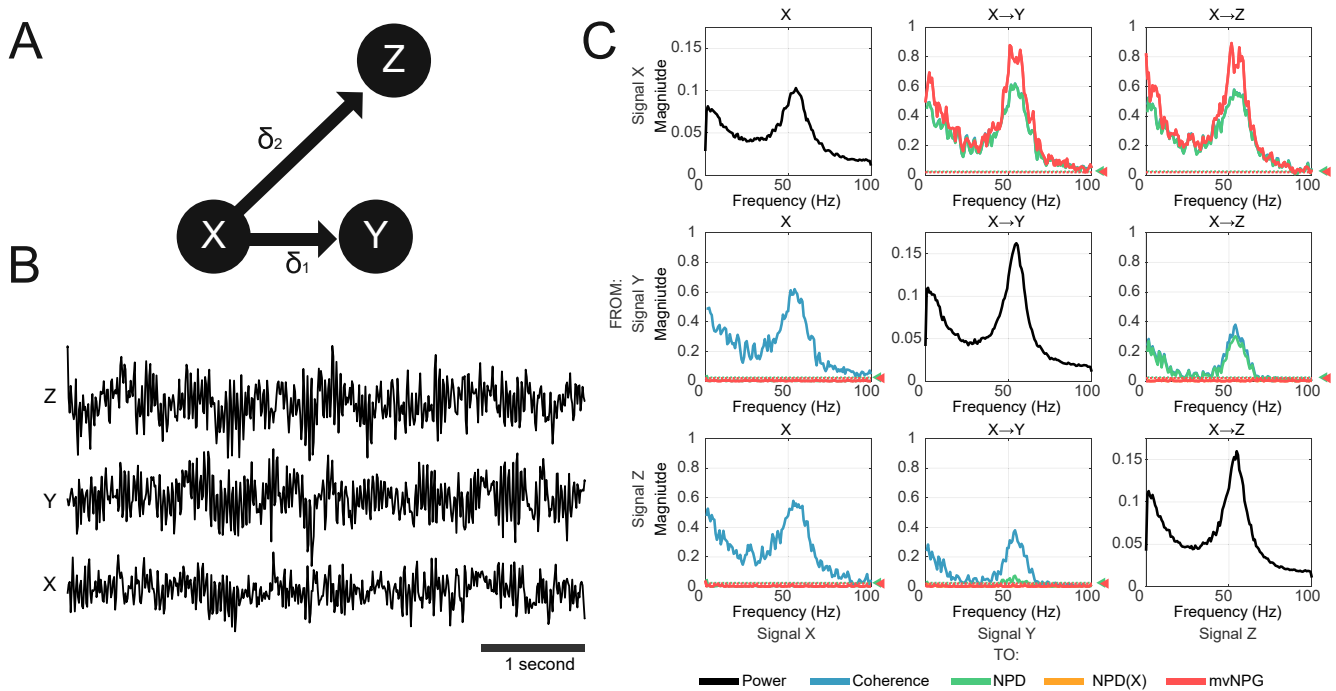 A
Z
δ2
X
Y
δ1
B
Z
Y
X
1 second
C
X
X→Y
X→Z
Signal X
Magniutde
0.15
0.1
0.05
0
0
50
100
Frequency (Hz)
1
0.8
0.6
0.4
0.2
0
0
50
100
Frequency (Hz)
1
0.8
0.6
0.4
0.2
0
0
50
100
Frequency (Hz)
X
X→Y
X→Z
FROM:
Signal Y
Magniutde
1
0.8
0.6
0.4
0.2
0
0
50
100
Frequency (Hz)
0.15
0.1
0.05
0
0
50
100
Frequency (Hz)
1
0.8
0.6
0.4
0.2
0
0
50
100
Frequency (Hz)
X
X→Y
X→Z
Signal Z
Magniutde
1
0.8
0.6
0.4
0.2
0
0
50
100
Frequency (Hz)
1
0.8
0.6
0.4
0.2
0
0
50
100
Frequency (Hz)
0.15
0.1
0.05
0
0
50
100
Frequency (Hz)
Signal X
Signal Y
Signal Z
TO:
Power
Coherence
NPD
NPD(X)
mvNPG